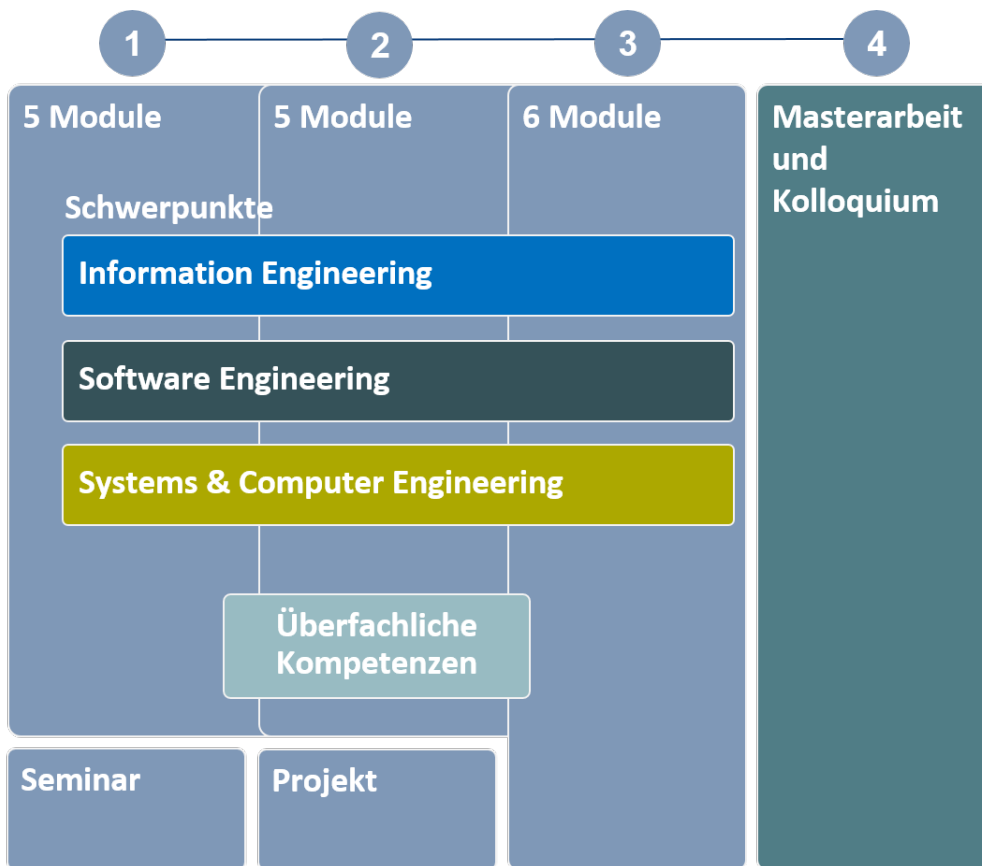 1
2
3
4
5 Module
5 Module
6 Module
Masterarbeit
und
Kolloquium
Schwerpunkte
Information Engineering
Software Engineering
Systems & Computer Engineering
Überfachliche
Kompetenzen
Seminar
Projekt